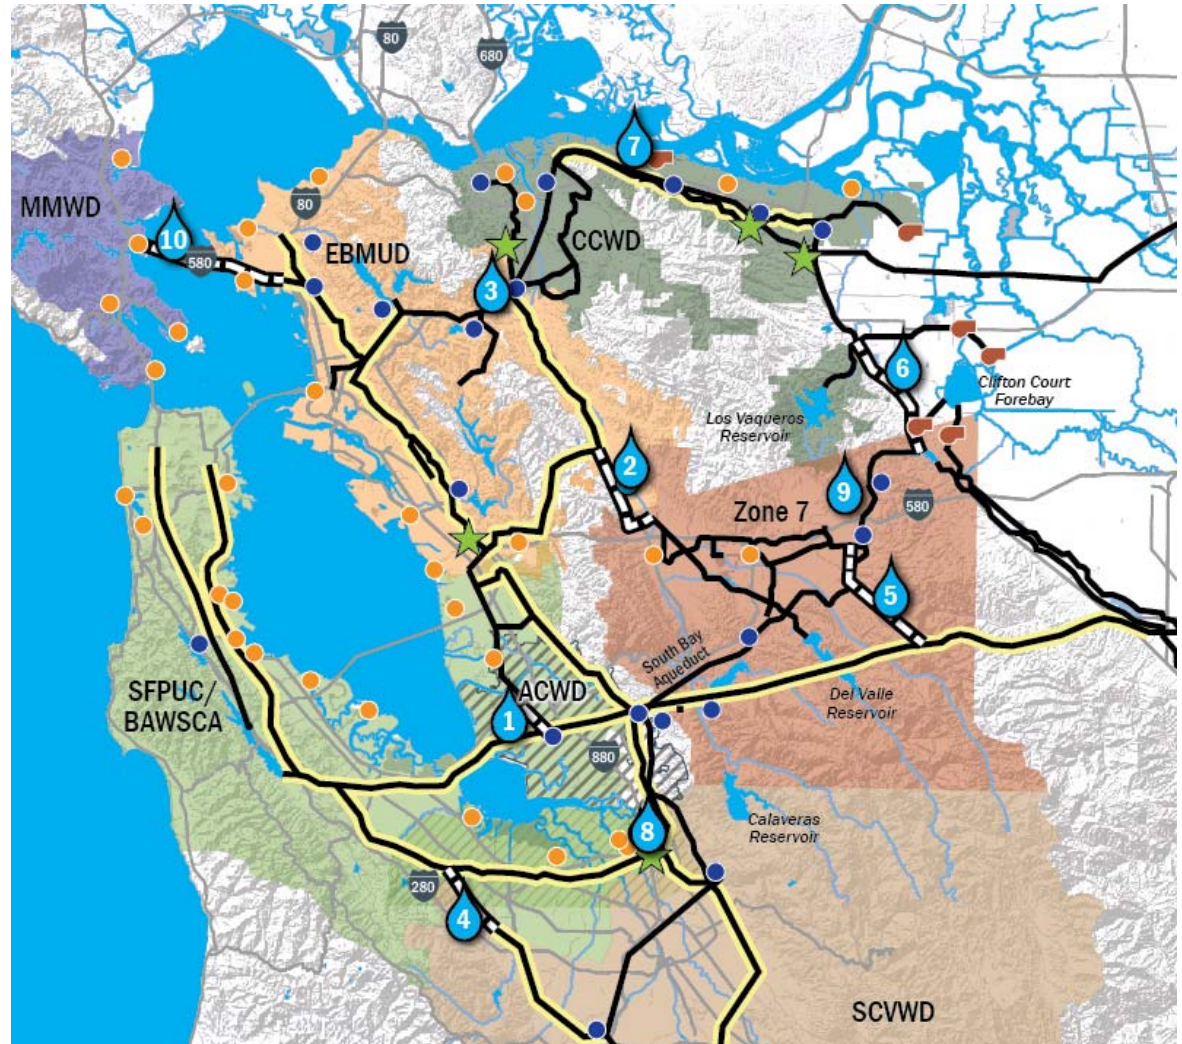 80
680
7
MMWD
80
10
580
EBMUD
CCWD
3
6
Clifton Court
Forebay
Los Vaqueros
Reservoir
2
9
Zone 7
580
5
South Bay
Aqueduct
SFPUC/
BAWSCA
ACWD
1
Del Valle
Reservoir
880
8
Calaveras
Reservoir
280
4
SCVWD